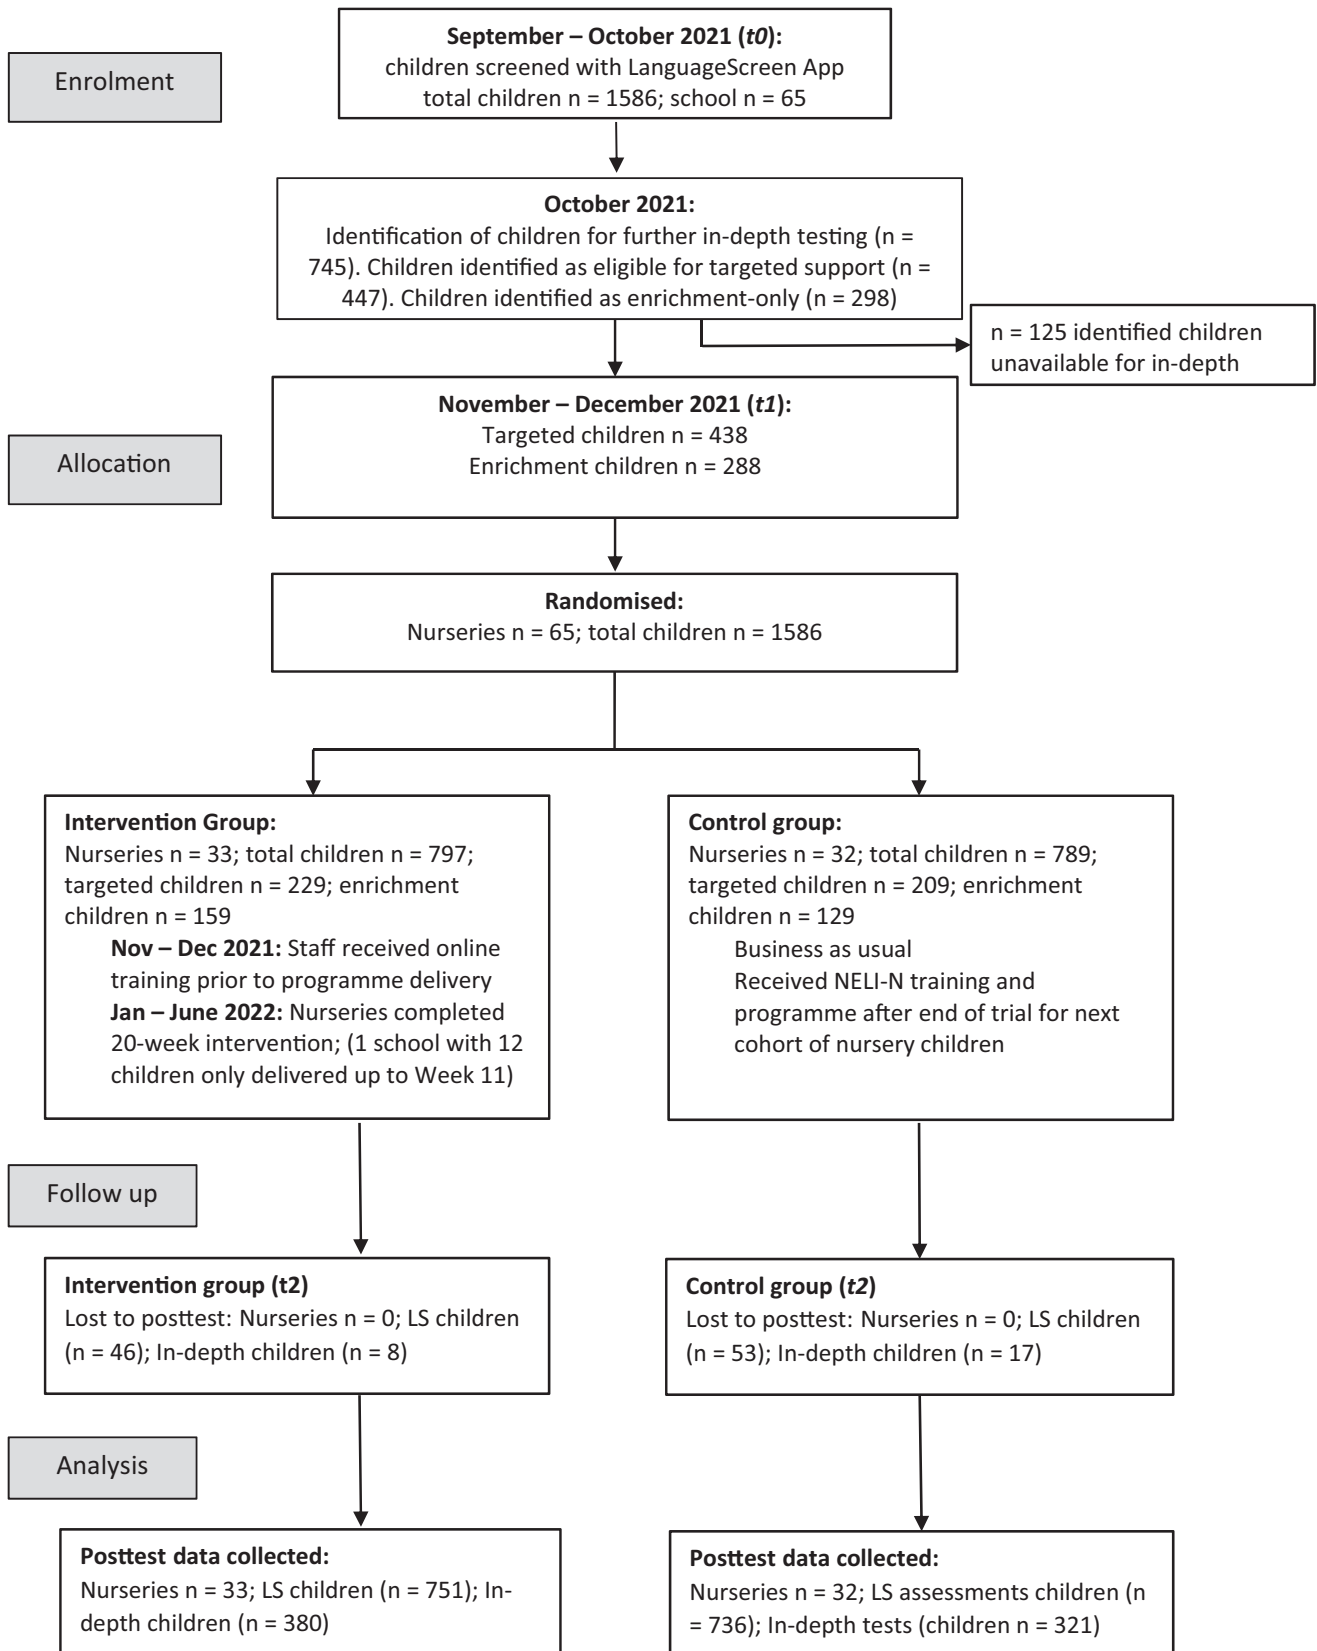 Enrolment
September – October 2021 (t0):
children screened with LanguageScreen App
total children n = 1586; school n = 65
October 2021:
Identification of children for further in-depth testing (n =
745). Children identified as eligible for targeted support (n =
447). Children identified as enrichment-only (n = 298)
n = 125 identified children
unavailable for in-depth
Allocation
November – December 2021 (t1):
Targeted children n = 438
Enrichment children n = 288
Randomised:
Nurseries n = 65; total children n = 1586
Intervention Group:
Nurseries n = 33; total children n = 797;
targeted children n = 229; enrichment
children n = 159
Nov – Dec 2021: Staff received online
training prior to programme delivery
Jan – June 2022: Nurseries completed
20-week intervention; (1 school with 12
children only delivered up to Week 11)
Control group:
Nurseries n = 32; total children n = 789;
targeted children n = 209; enrichment
children n = 129
Business as usual
Received NELI-N training and
programme after end of trial for next
cohort of nursery children
Follow up
Intervention group (t2)
Lost to posttest: Nurseries n = 0; LS children
(n = 46); In-depth children (n = 8)
Control group (t2)
Lost to posttest: Nurseries n = 0; LS children
(n = 53); In-depth children (n = 17)
Analysis
Posttest data collected:
Nurseries n = 33; LS children (n = 751); In-
depth children (n = 380)
Posttest data collected:
Nurseries n = 32; LS assessments children (n
= 736); In-depth tests (children n = 321)